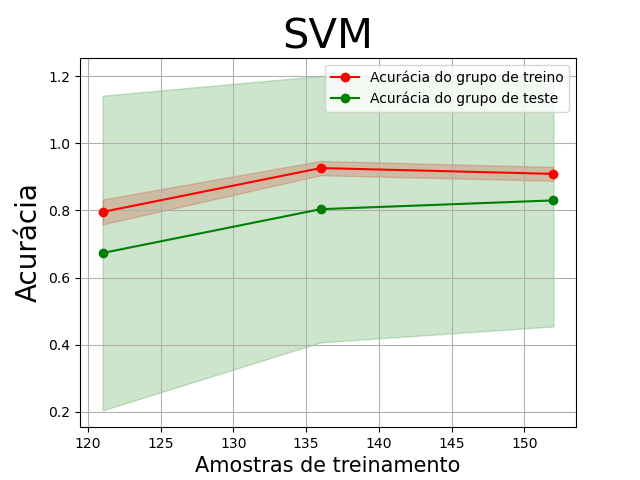 SVM
Acurácia do grupo de treino
Acurácia do grupo de teste
Acurácia
1.2
1.0
0.8
0.6
0.4
0.2
120 125 130 135 140 145 150
Amostras de treinamento